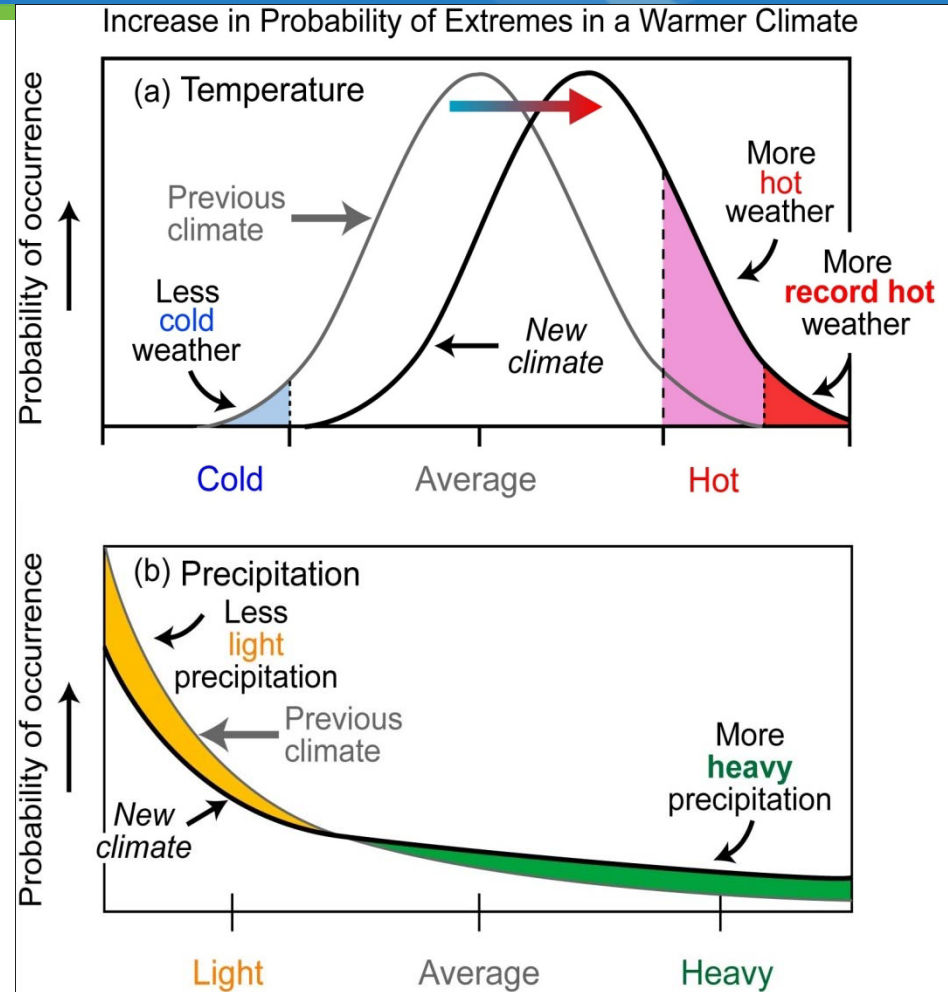 Increase in Probability of Extremes in a Warmer Climate
Probability of occurrence
(a) Temperature
Previous
climate
Less
cold
weather
New
climate
More
hot
weather
More
record hot
weather
Cold
Average
Hot
Probability of occurrence
(b) Precipitation
Less
light
precipitation
Previous
climate
New
climate
More
heavy
precipitation
Light
Average
Heavy